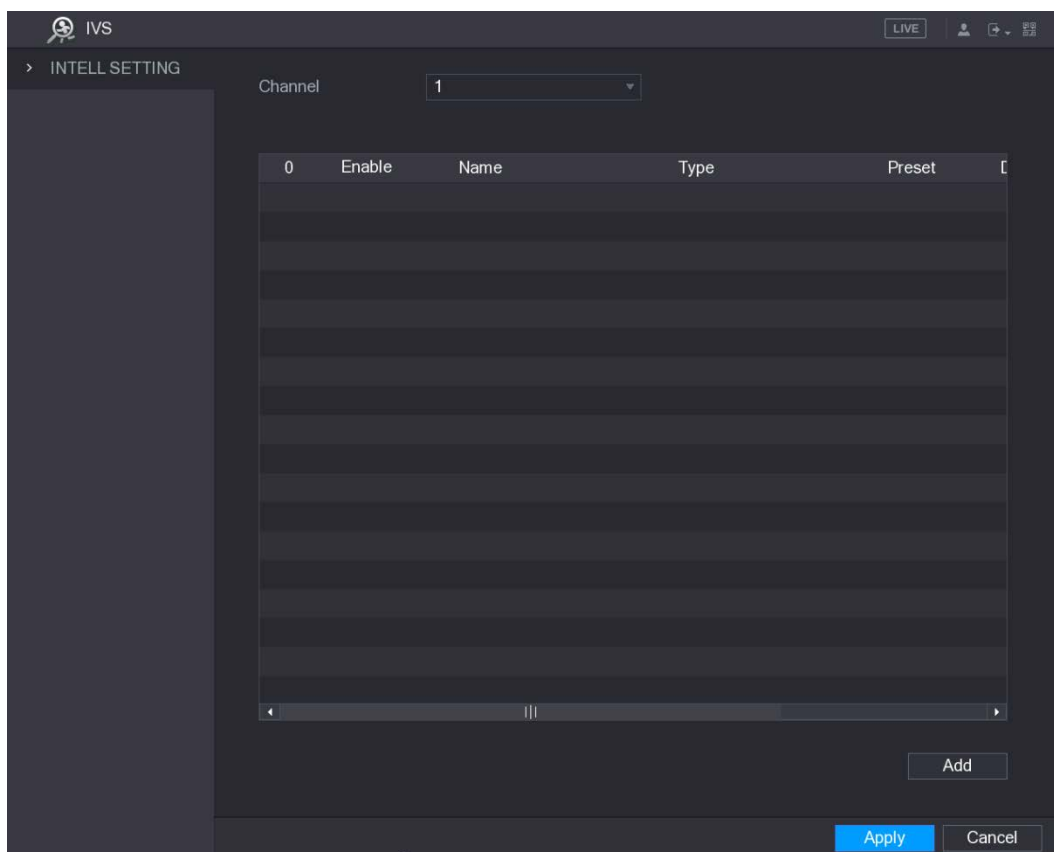 IVS
LIVE
INTELL SETTING
Channel 1
0 Enable Name Type Preset
Add
Apply Cancel